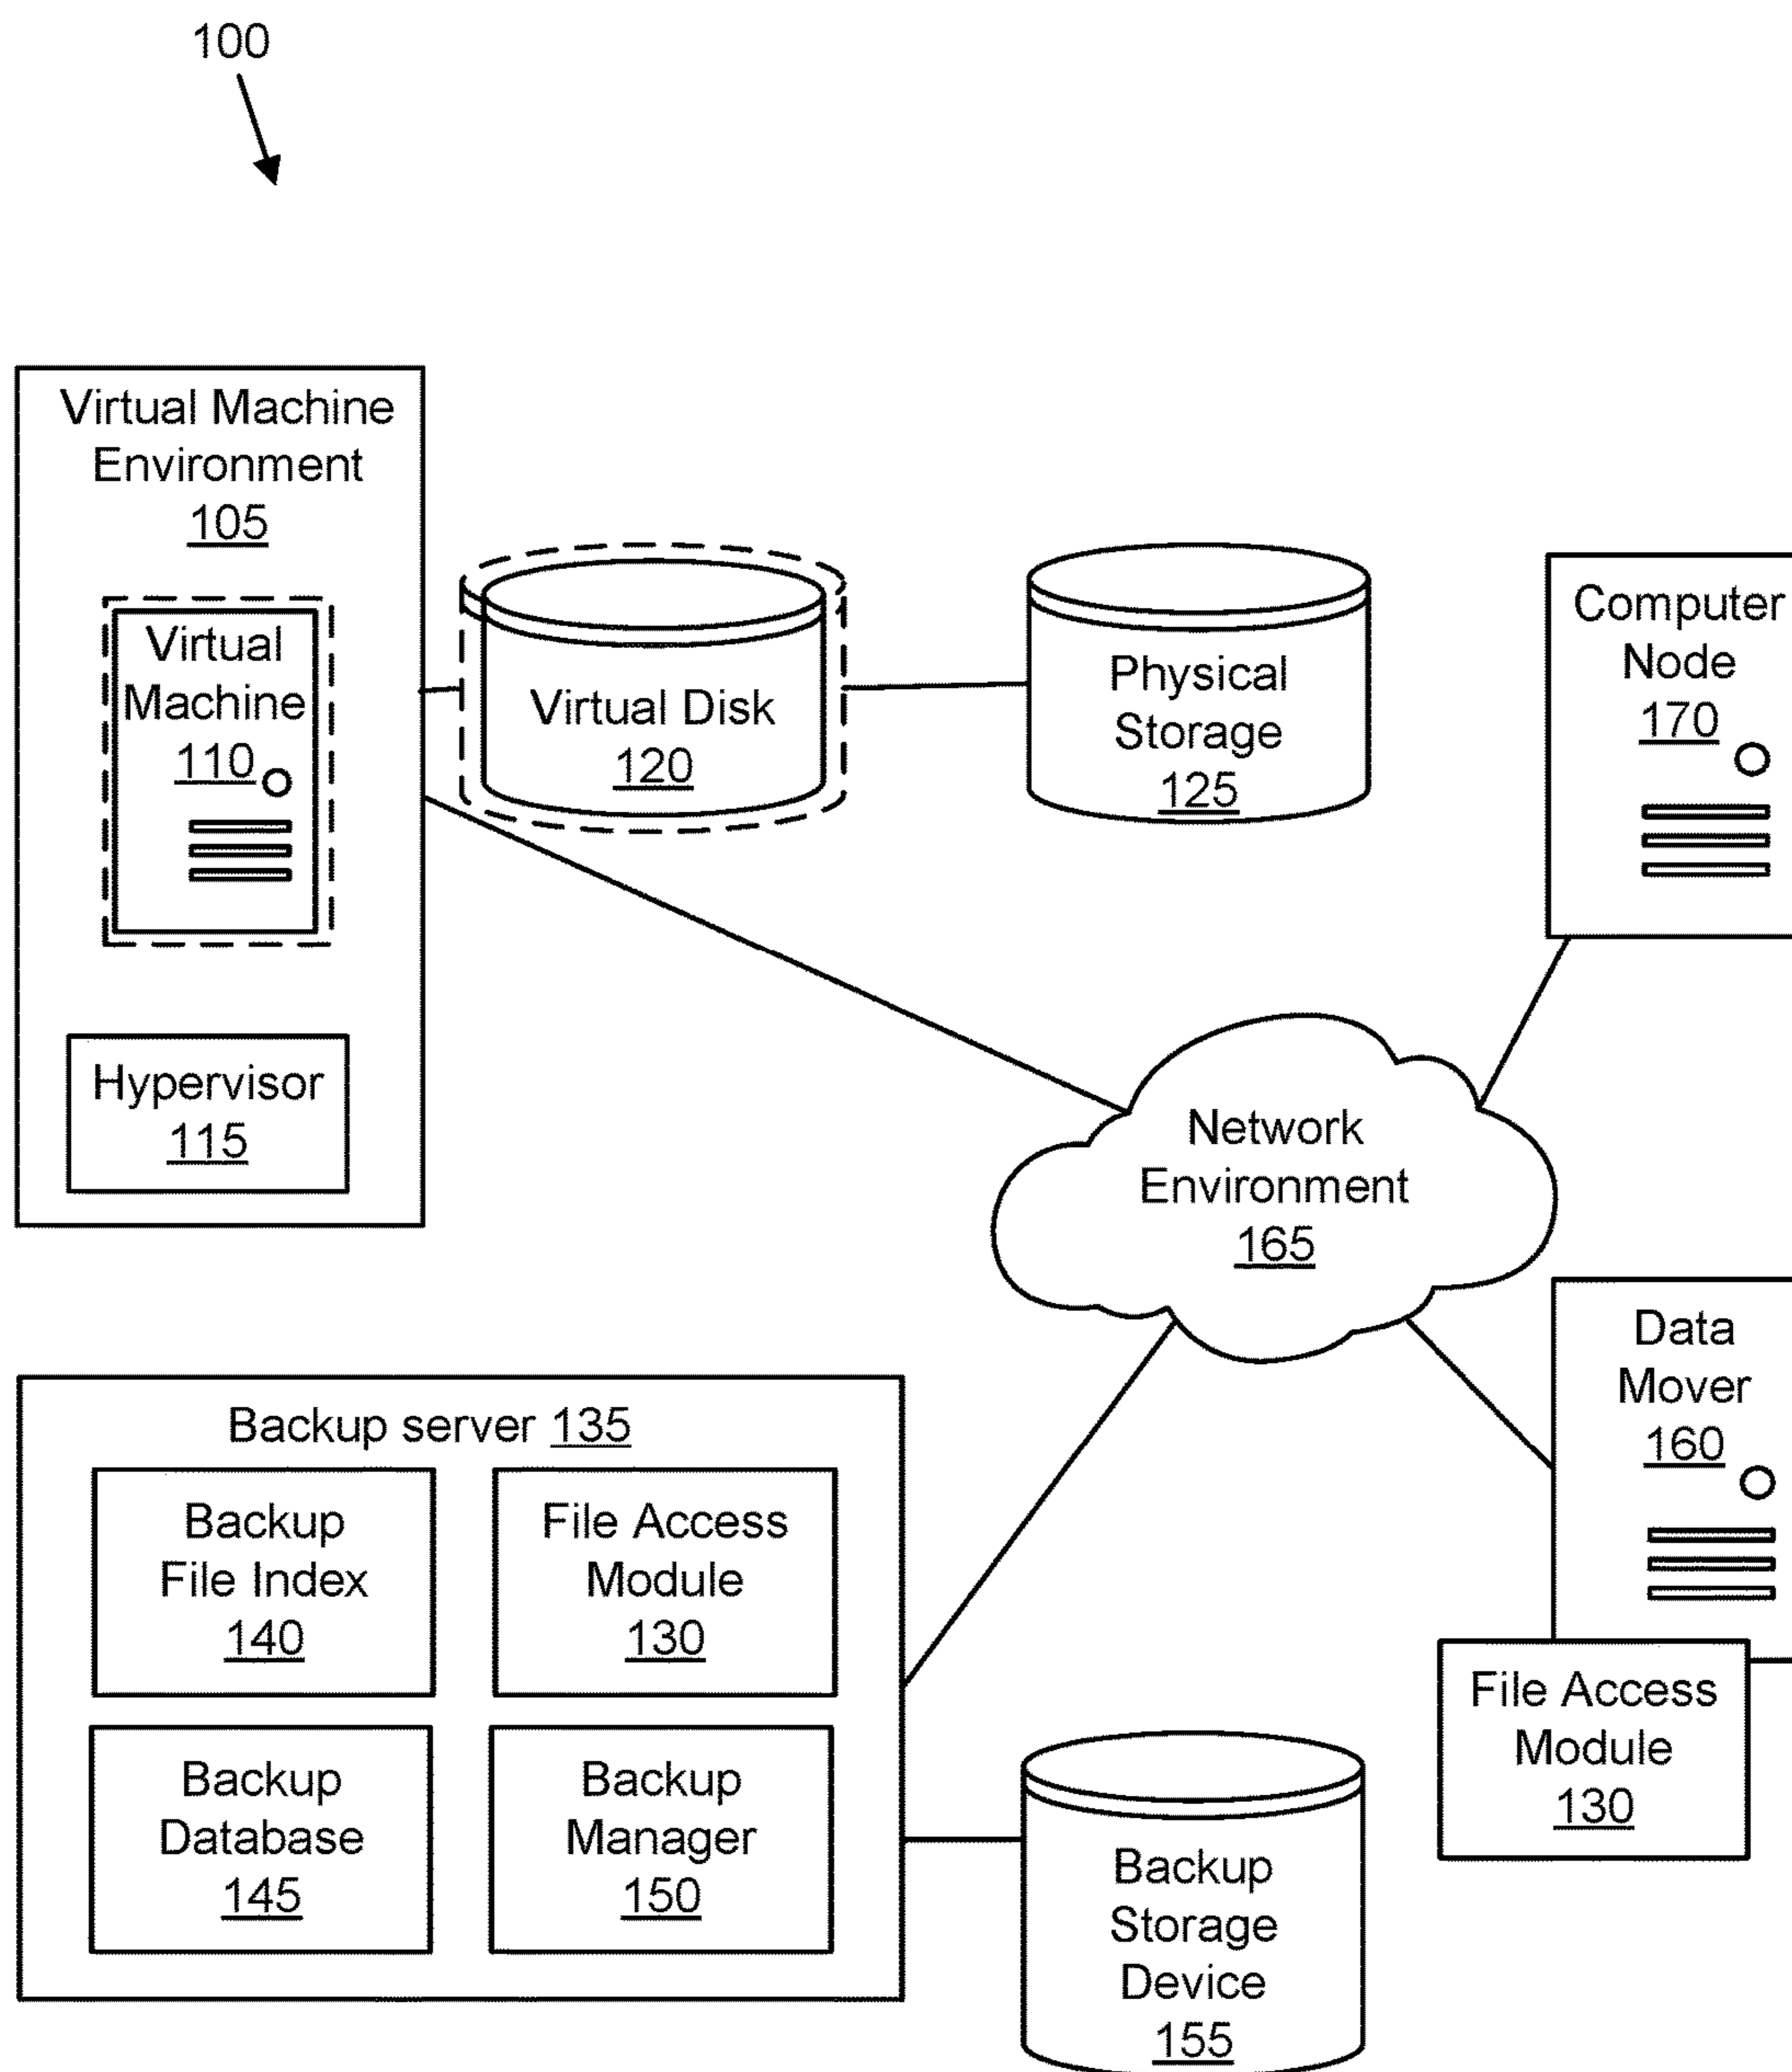 100
Virtual Machine
Environment
105
Virtual
Machine
110
Hypervisor
115
Virtual Disk
120
Physical
Storage
125
Computer
Node
170
Network
Environment
165
Backup server 135
Backup
File Index
140
File Access
Module
130
Backup
Database
145
Backup
Manager
150
Backup
Storage
Device
155
Data
Mover
160
File Access
Module
130